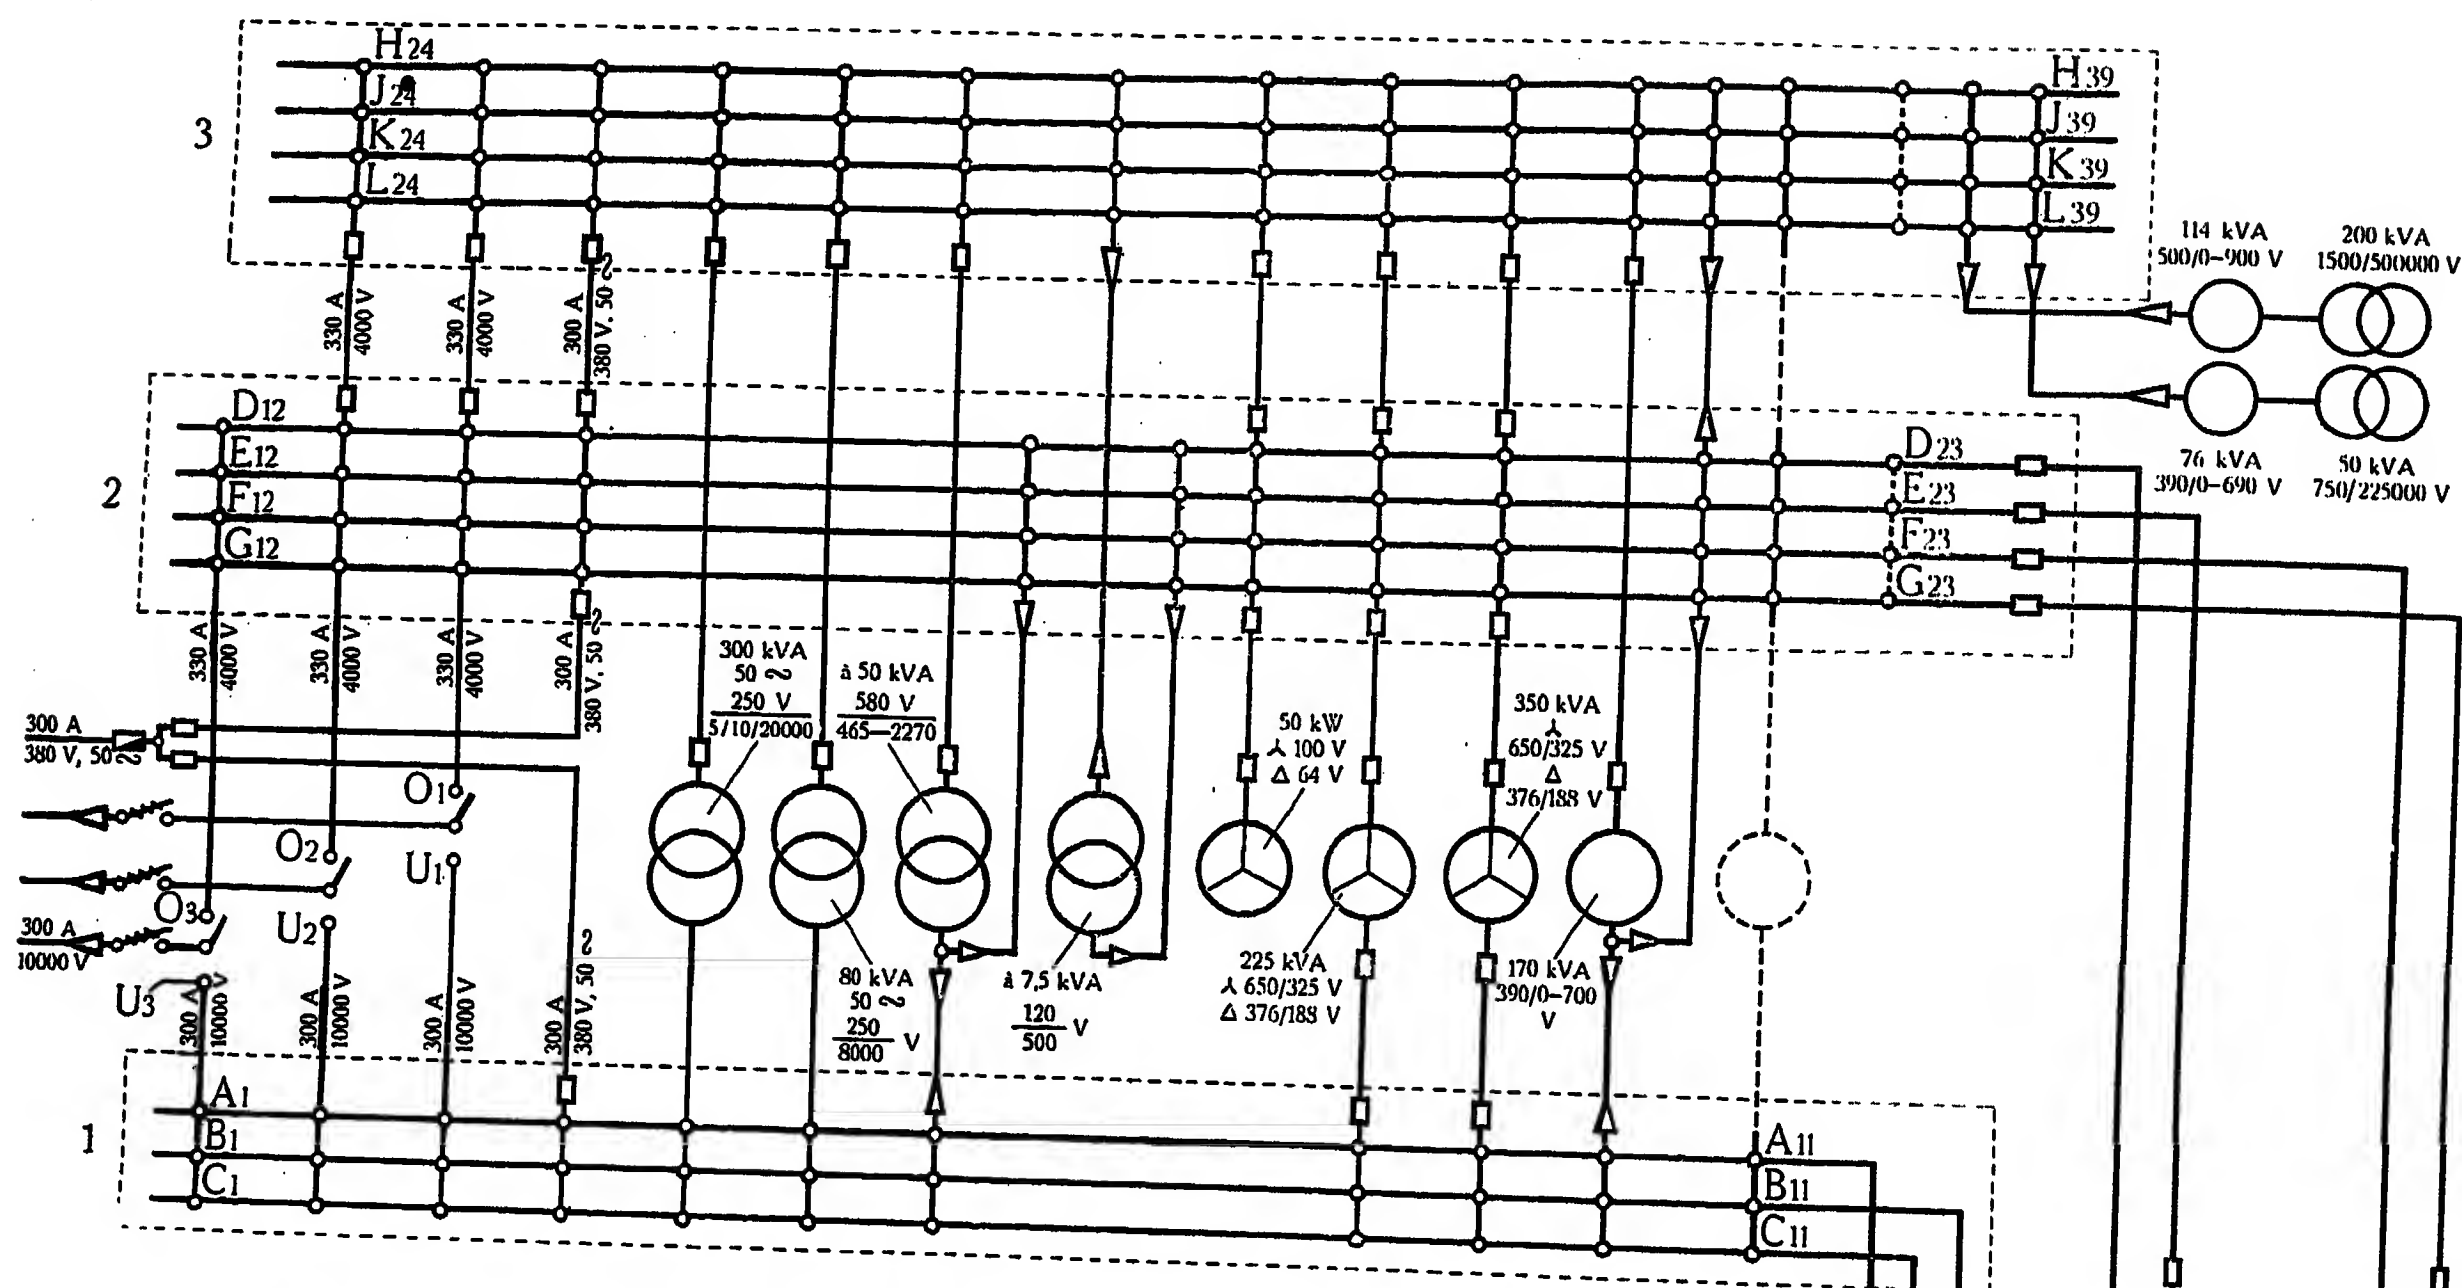 H24
J24
K24
L24
3
H39
J39
K39
L39
114 kVA
500/0-900 V
200 kVA
1500/500000 V
76 kVA
390/0-690 V
50 kVA
750/225000 V
330 A
4000 V
330 A
4000 V
300 A
380 V, 50 ~
2
D12
E12
F12
G12
D23
E23
F23
G23
330 A
4000 V
330 A
4000 V
330 A
4000 V
300 A
380 V, 50 ~
300 A
380 V, 50 ~
300 kVA
50 ~
250 V
5/10/20000
à 50 kVA
580 V
465—2270
50 kW
⅄ 100 V
Δ 64 V
350 kVA
⅄
650/325 V
Δ
376/188 V
O1
O2
O3
U1
U2
U3
300 A
10000 V
300 A
10000 V
300 A
10000 V
300 A
10000 V
300 A
380 V, 50 ~
80 kVA
50 ~
250
8000 V
à 7,5 kVA
120
500 V
225 kVA
⅄ 650/325 V
Δ 376/188 V
170 kVA
390/0-700
V
1
A1
B1
C1
A11
B11
C11